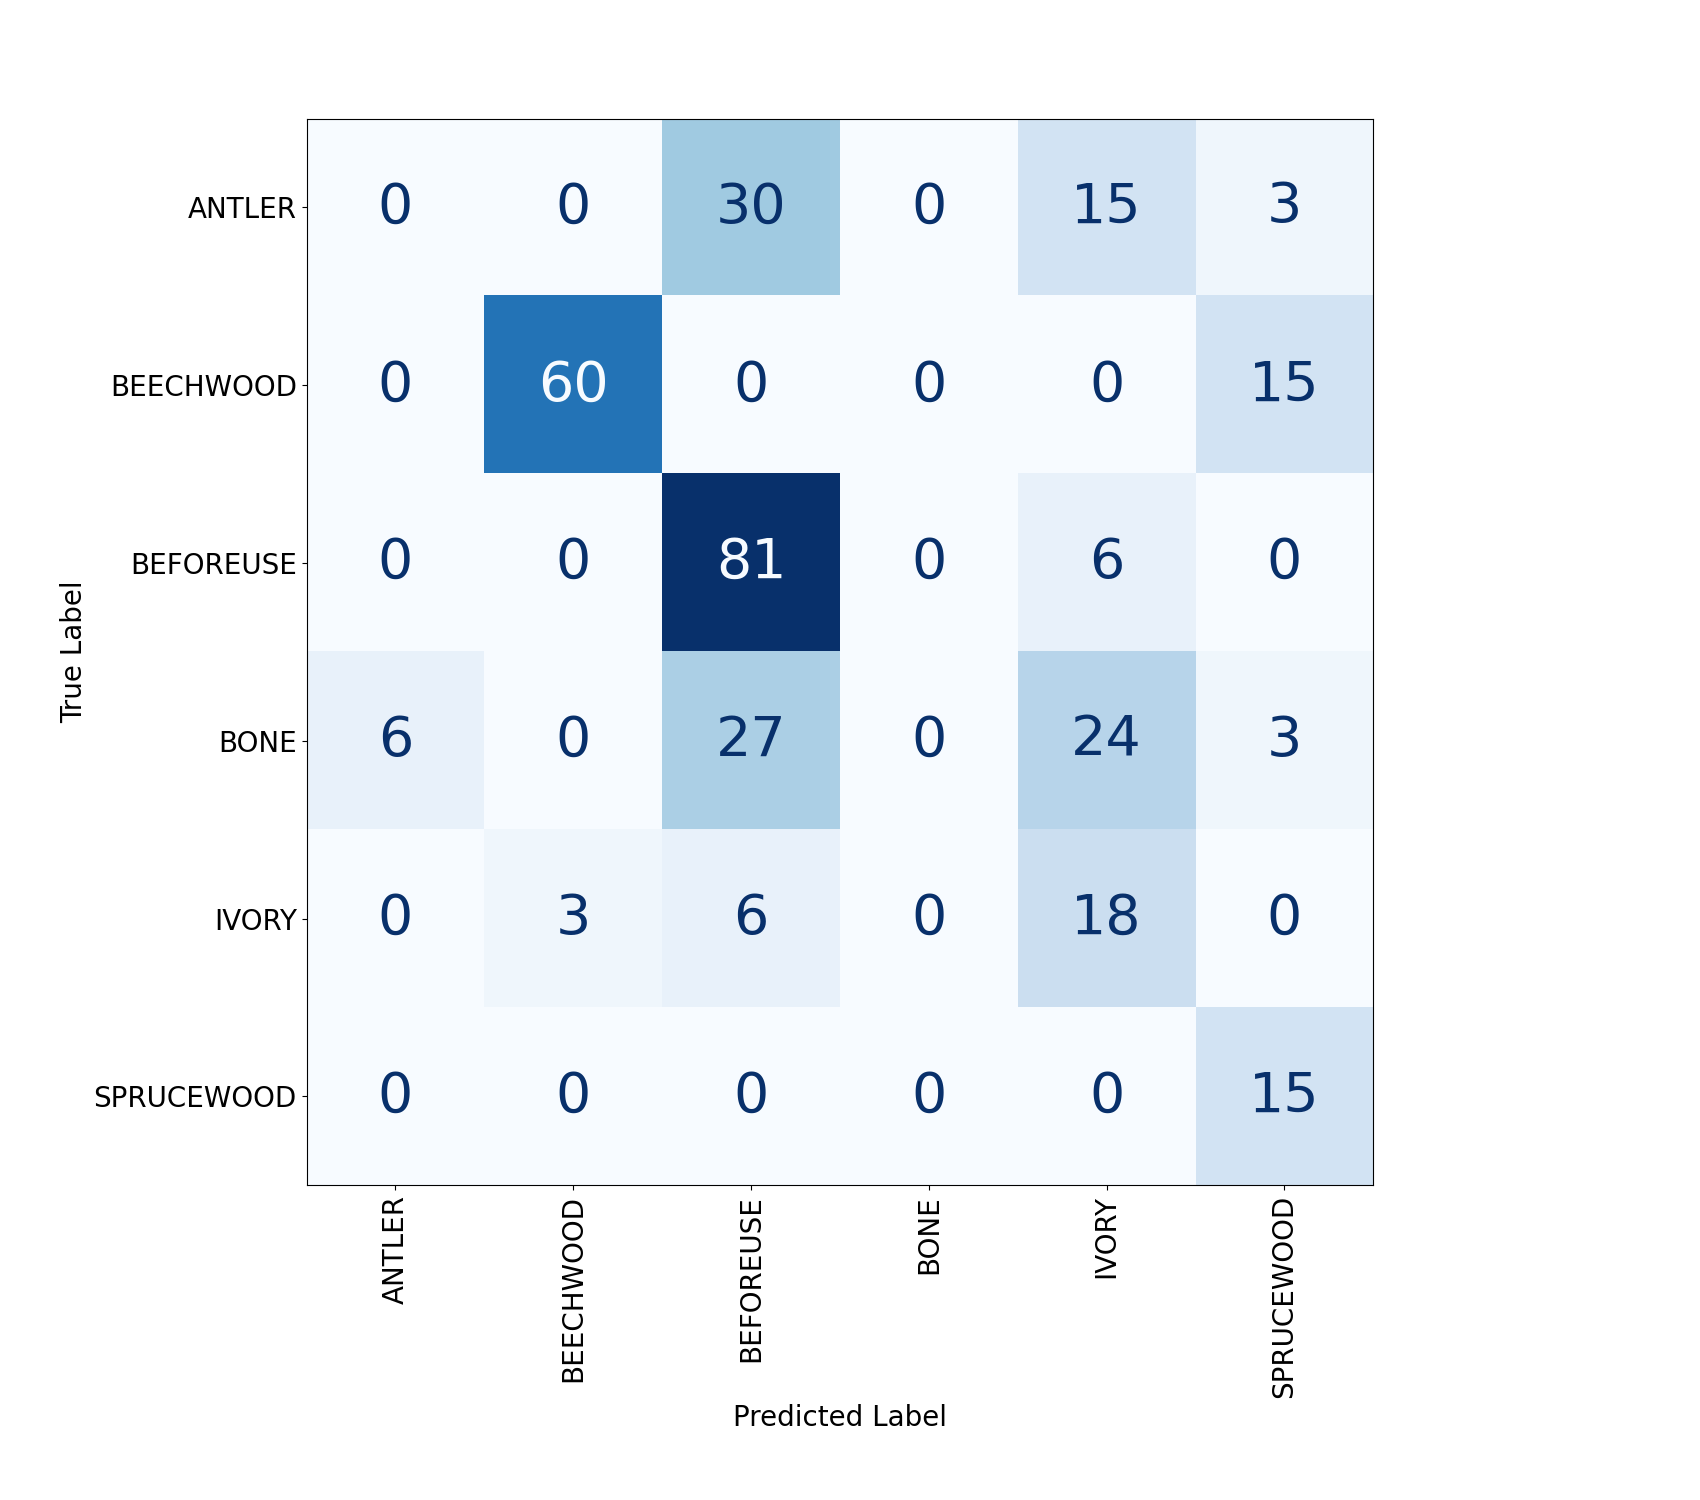 ANTLER 0 0 30 0 15 3
BEECHWOOD 0 60 0 0 0 15
BEFOREUSE 0 0 81 0 6 0
BONE 6 0 27 0 24 3
IVORY 0 3 6 0 18 0
SPRUCEWOOD 0 0 0 0 0 15
True Label
ANTLER
BEECHWOOD
BEFOREUSE
BONE
IVORY
SPRUCEWOOD
Predicted Label